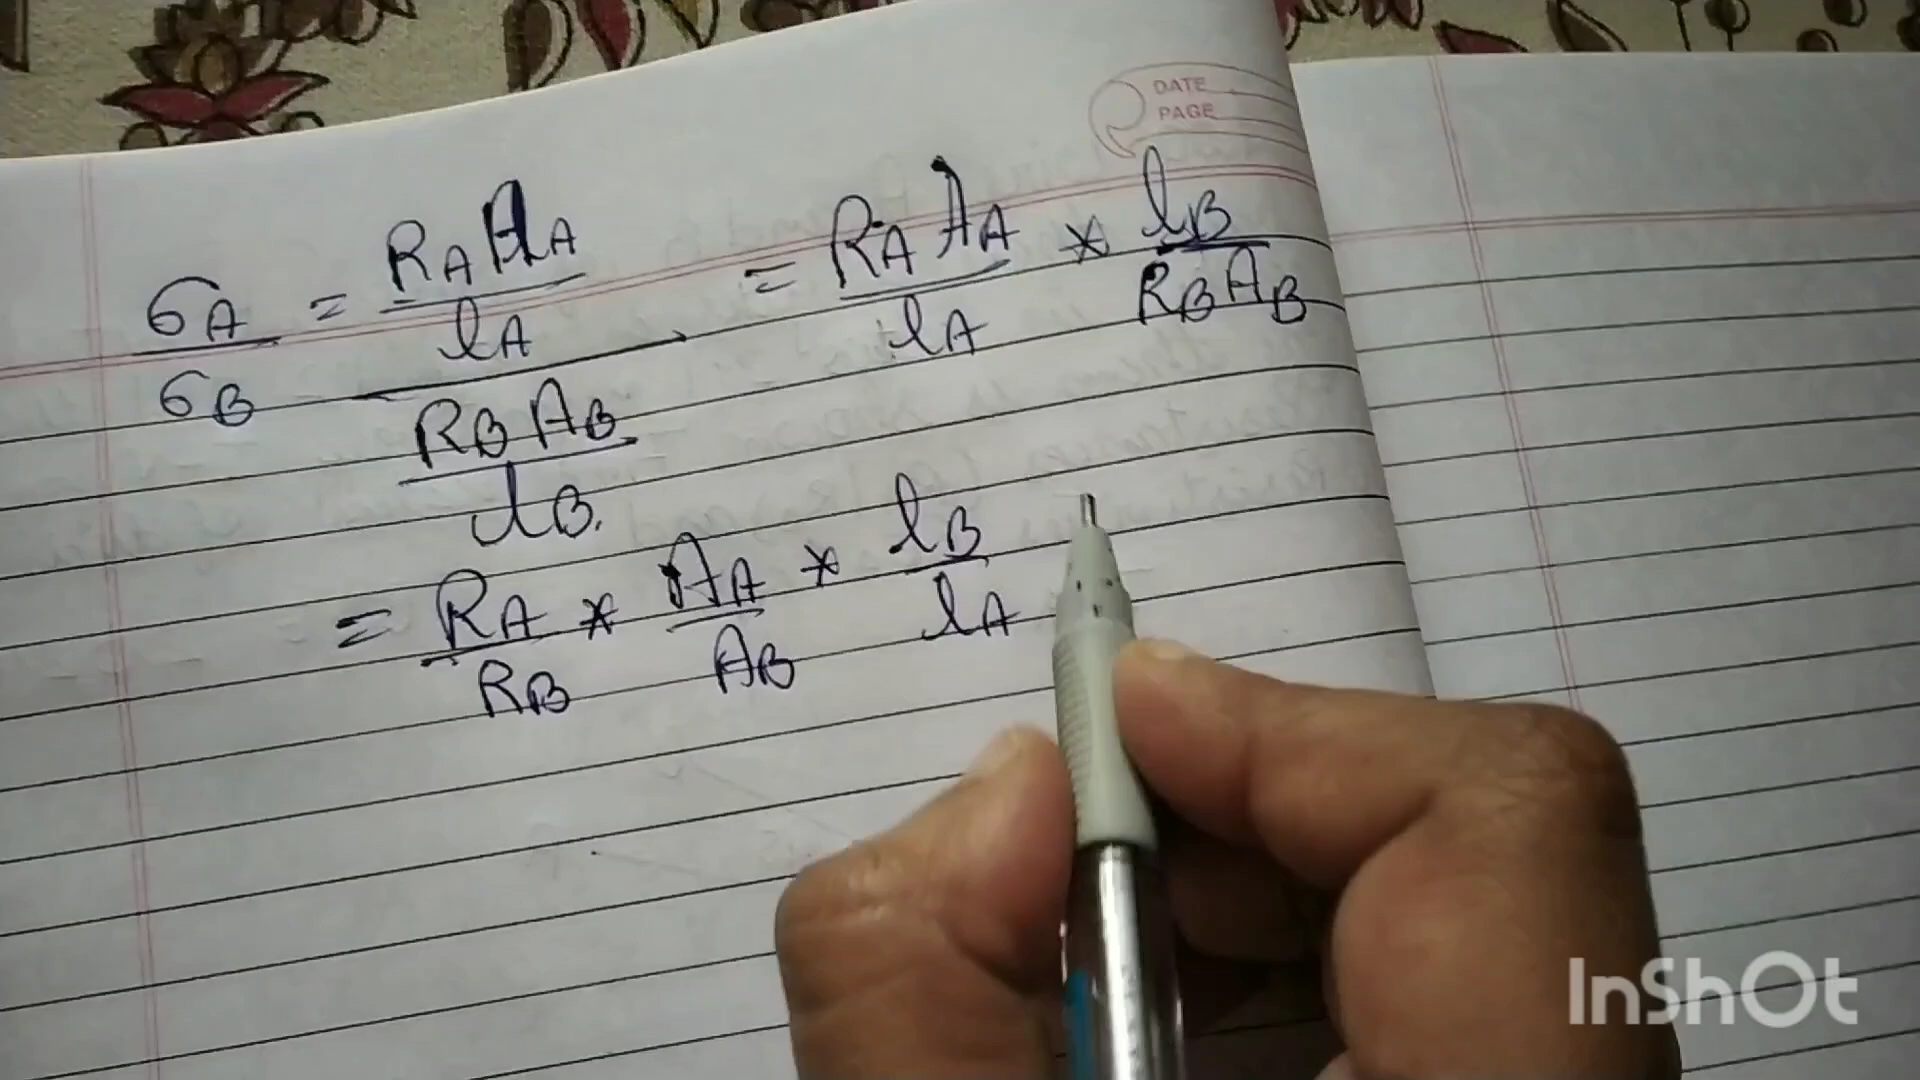 DATE
PAGE
σA/σB = (RA AA / lA) / (RB AB / lB) = RA AA / lA * lB / RB AB
= RA/RB * AA/AB * lB/lA
InShOt